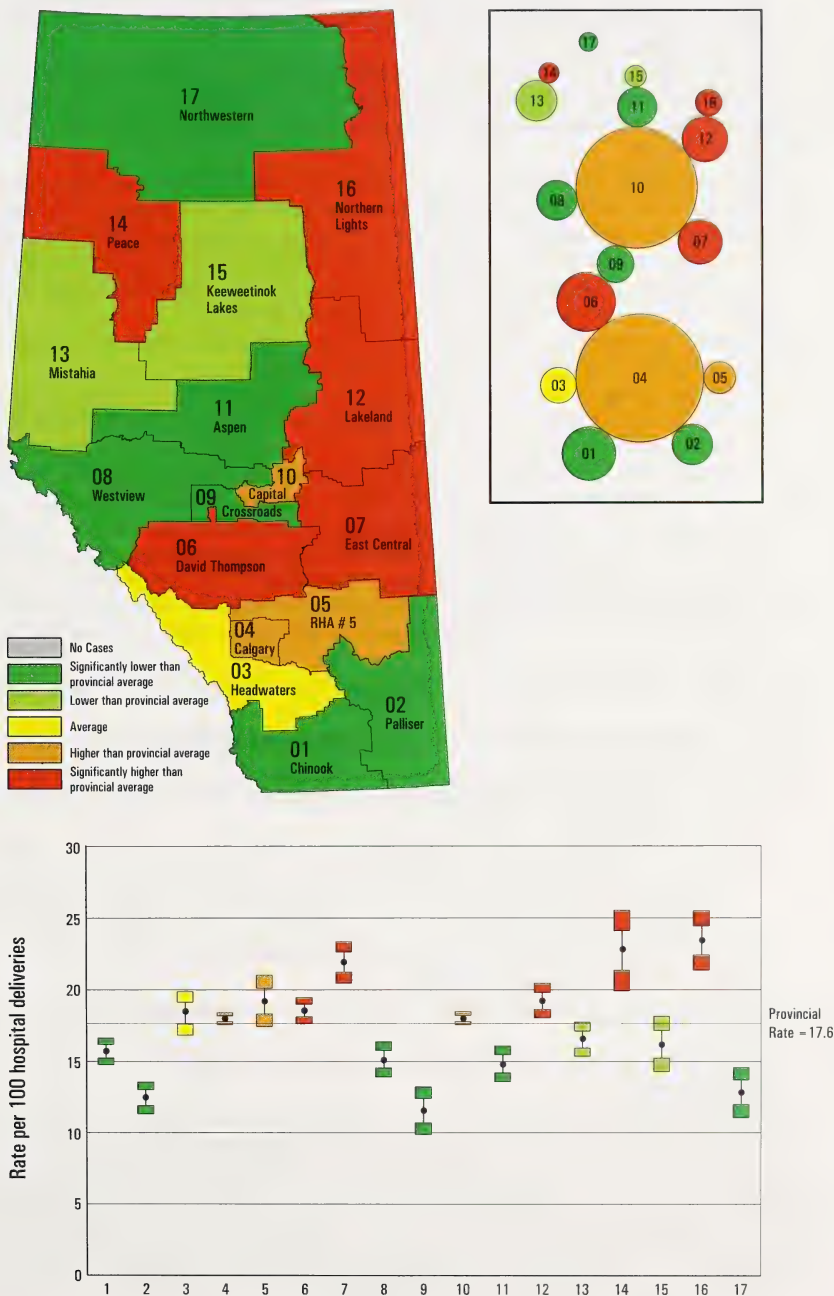 17
Northwestern
16
Northern
Lights
14
Peace
15
Keeweetinok
Lakes
13
Mistahia
12
Lakeland
11
Aspen
10
Capital
08
Westview
09
Crossroads
07
East Central
06
David Thompson
05
RHA # 5
04
Calgary
03
Headwaters
02
Palliser
01
Chinook
No Cases
Significantly lower than
provincial average
Lower than provincial average
Average
Higher than provincial average
Significantly higher than
provincial average
17
14
15
13
11
16
12
10
08
07
09
06
03
04
05
01
02
Rate per 100 hospital deliveries
30
25
20
15
10
5
0
Provincial
Rate = 17.6
1 2 3 4 5 6 7 8 9 10 11 12 13 14 15 16 17